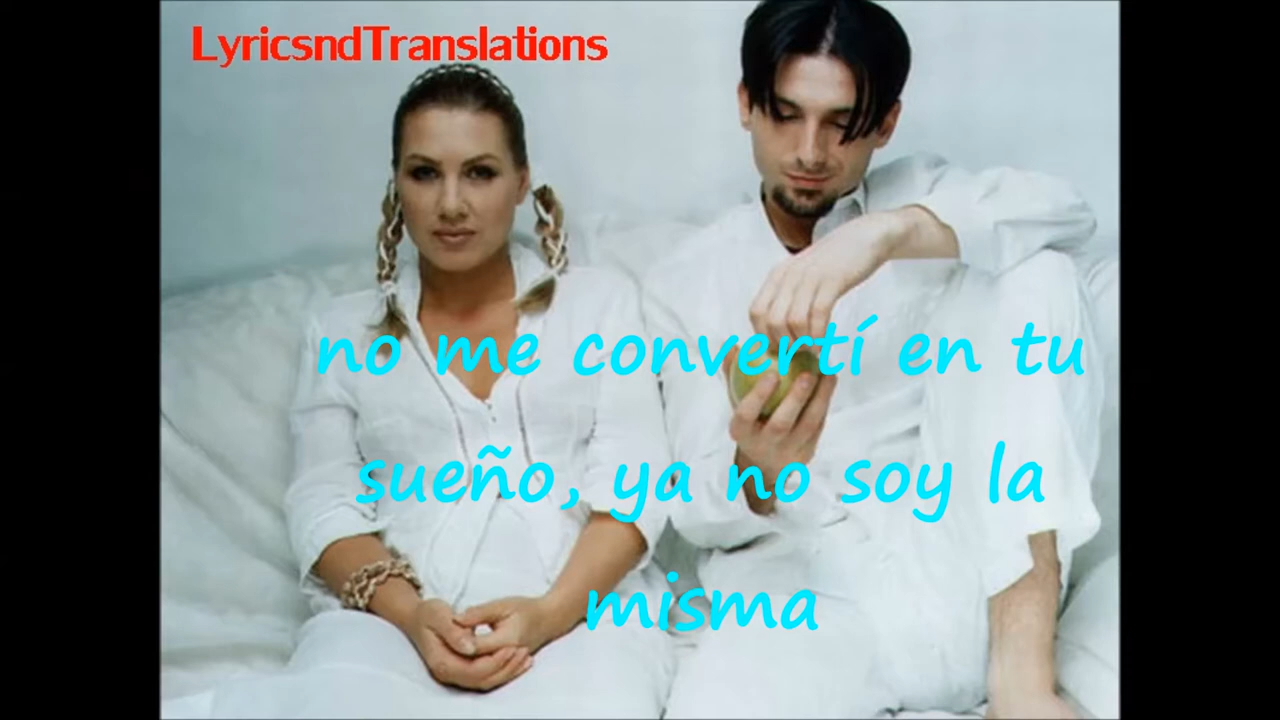 LyricsndTranslations
no me convertí en tu
sueño, ya no soy la
misma